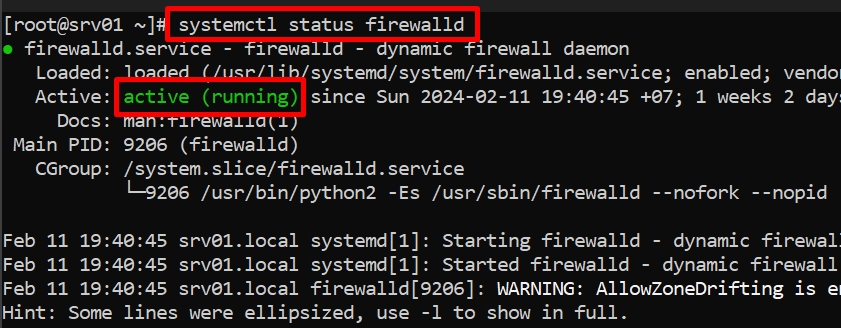 [root@srv01 ~]# systemctl status firewalld
● firewalld.service - firewalld - dynamic firewall daemon
Loaded: loaded (/usr/lib/systemd/system/firewalld.service; enabled; vendo
Active: active (running) since Sun 2024-02-11 19:40:45 +07; 1 weeks 2 days
Docs: man:firewalld(1)
Main PID: 9206 (firewalld)
CGroup: /system.slice/firewalld.service
└─9206 /usr/bin/python2 -Es /usr/sbin/firewalld --nofork --nopid
Feb 11 19:40:45 srv01.local systemd[1]: Starting firewalld - dynamic firewal
Feb 11 19:40:45 srv01.local systemd[1]: Started firewalld - dynamic firewall
Feb 11 19:40:45 srv01.local firewalld[9206]: WARNING: AllowZoneDrifting is e
Hint: Some lines were ellipsized, use -l to show in full.